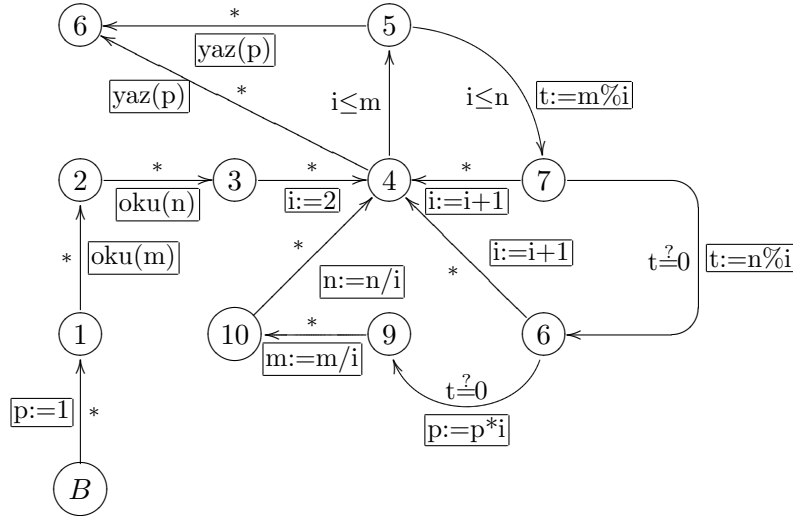 6 * 5
yaz(p)
yaz(p) * i≤m i≤n t:=m%i
2 * 3 * 4 * 7
oku(n) i:=2 i:=i+1
* oku(m) * i:=i+1 t?=0 t:=n%i
n:=n/i *
1 10 * 9 6
m:=m/i t?=0
p:=1 * p:=p*i
B